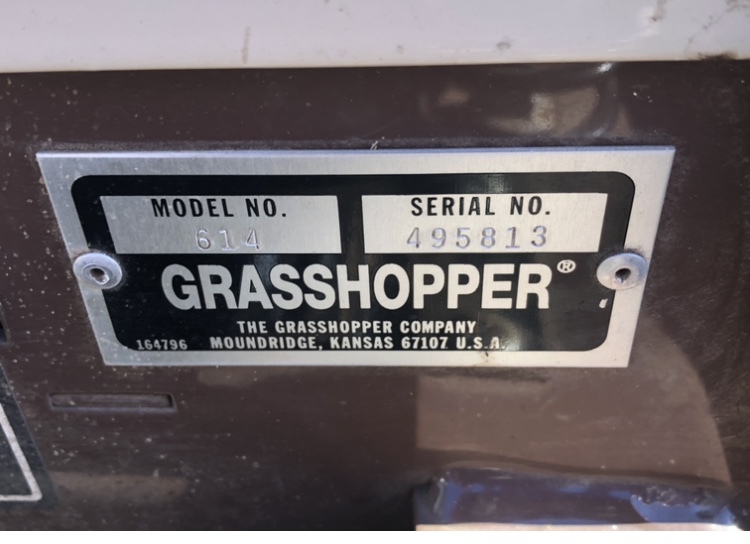 MODEL NO. SERIAL NO.
614 495813
GRASSHOPPER®
THE GRASSHOPPER COMPANY
164796 MOUNDRIDGE, KANSAS 67107 U.S.A.